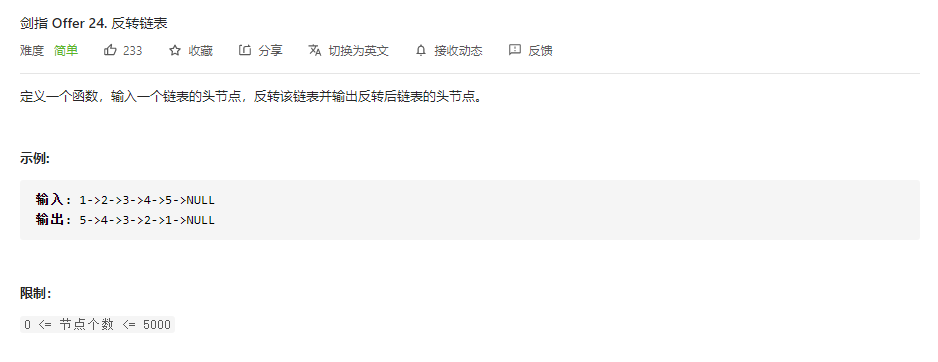 剑指 Offer 24. 反转链表
难度 简单 233 收藏 分享 切换为英文 接收动态 反馈
定义一个函数，输入一个链表的头节点，反转该链表并输出反转后链表的头节点。
示例:
输入: 1->2->3->4->5->NULL
输出: 5->4->3->2->1->NULL
限制：
0 <= 节点个数 <= 5000